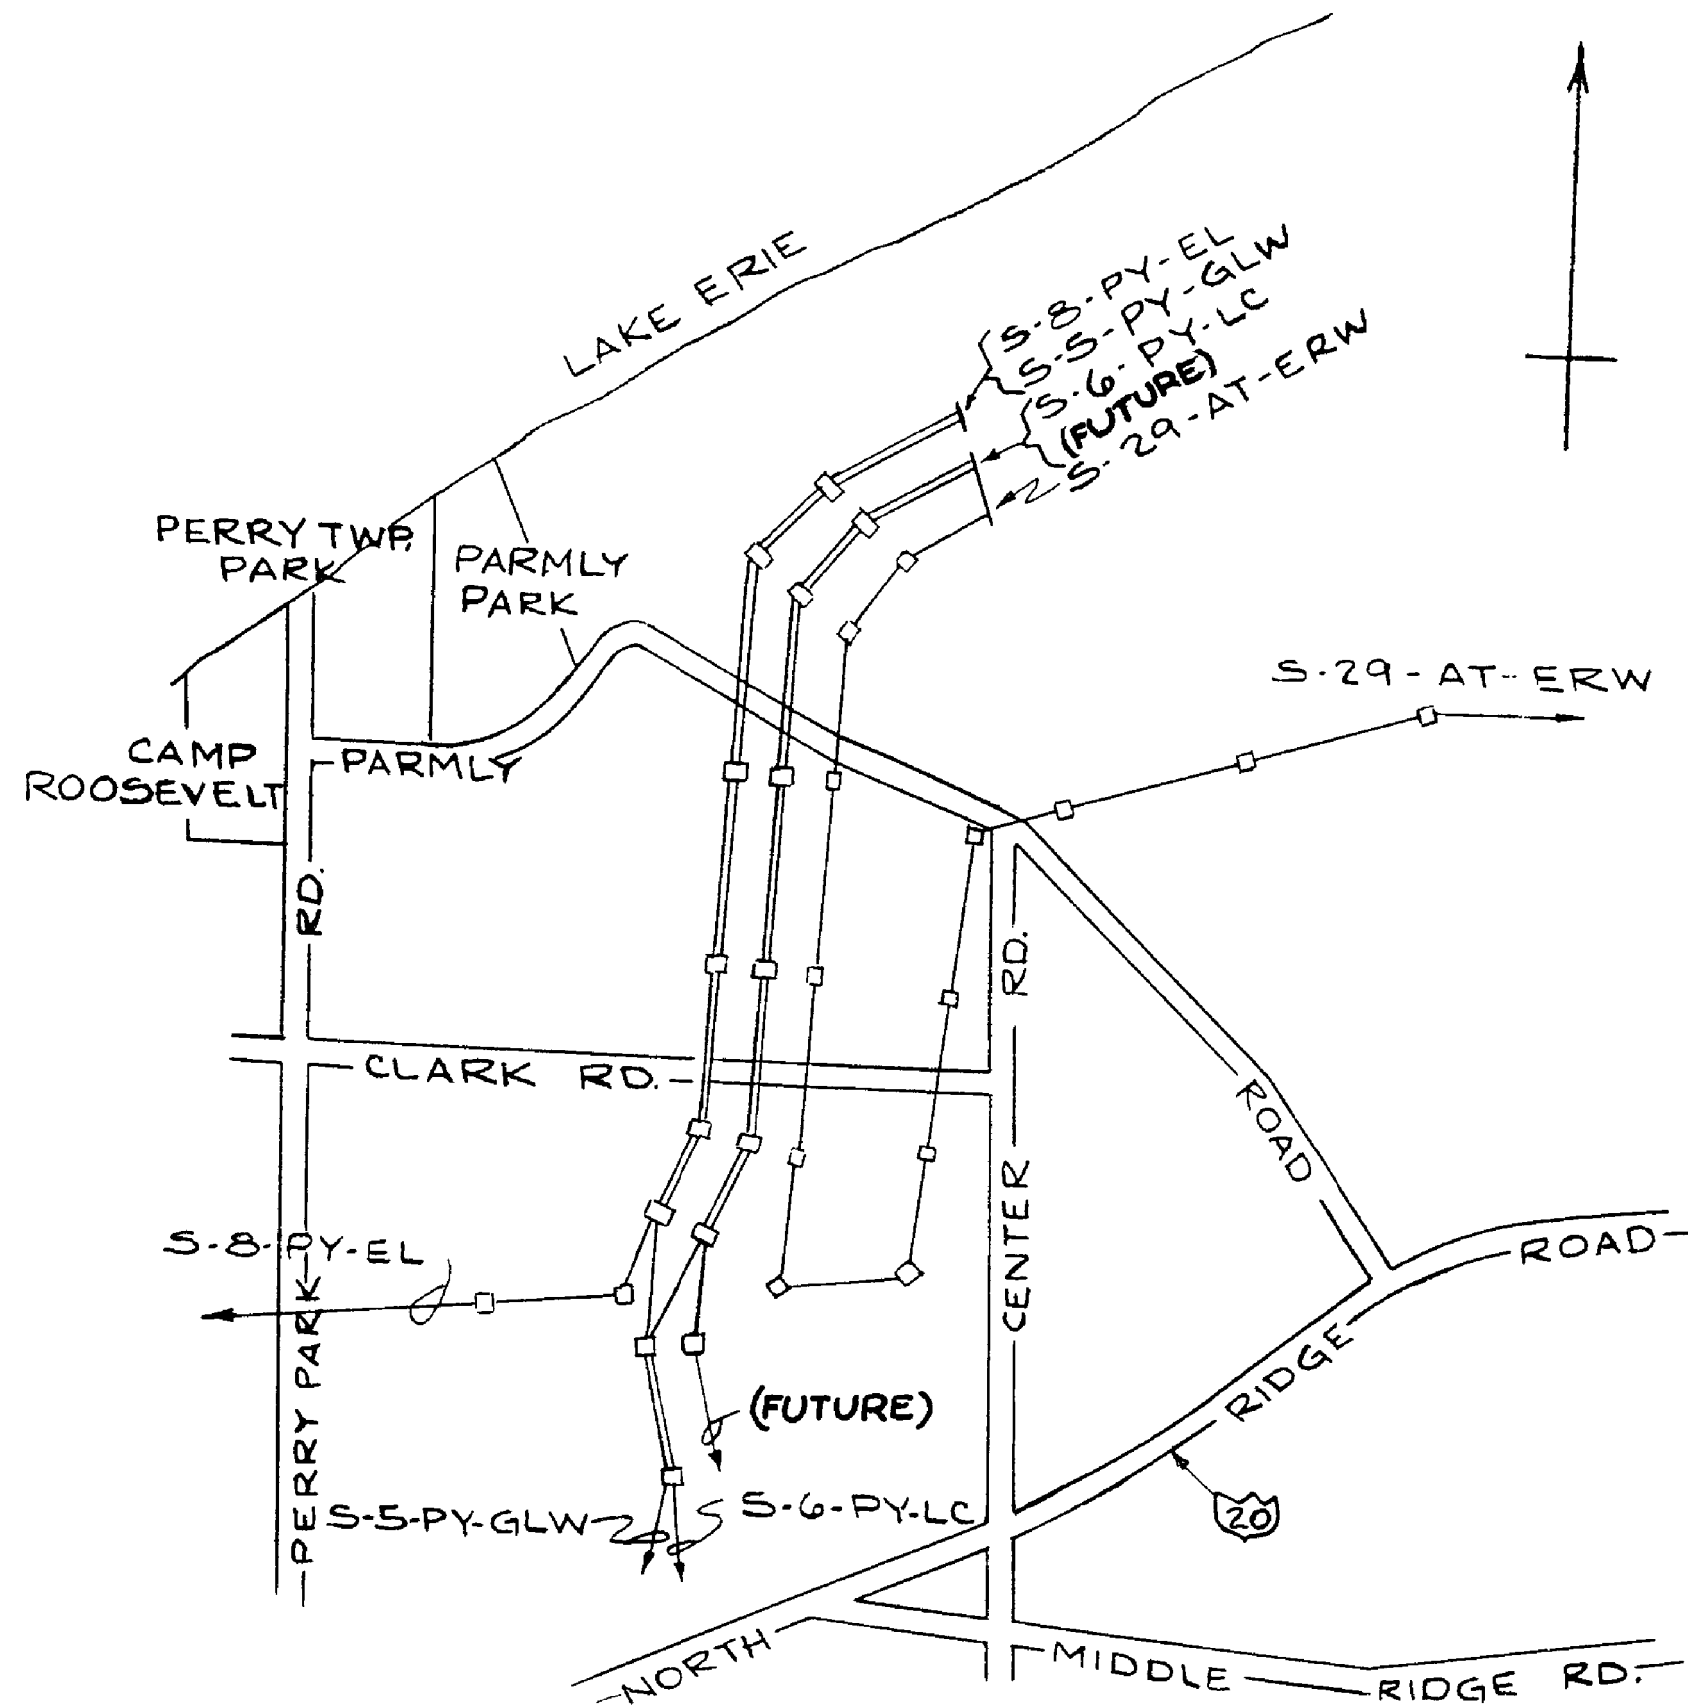 LAKE ERIE
S-8-PY-EL
S-5-PY-GLW
S-6-PY-LC
(FUTURE)
S-29-AT-ERW
PERRY TWP.
PARK
PARMLY
PARK
S-29-AT-ERW
CAMP
ROOSEVELT
PARMLY
RD.
RD.
CLARK RD.
ROAD
CENTER
S-8-PY-EL
ROAD
PERRY PARK
RIDGE
(FUTURE)
S-5-PY-GLW
S-6-PY-LC
20
NORTH
MIDDLE
RIDGE RD.